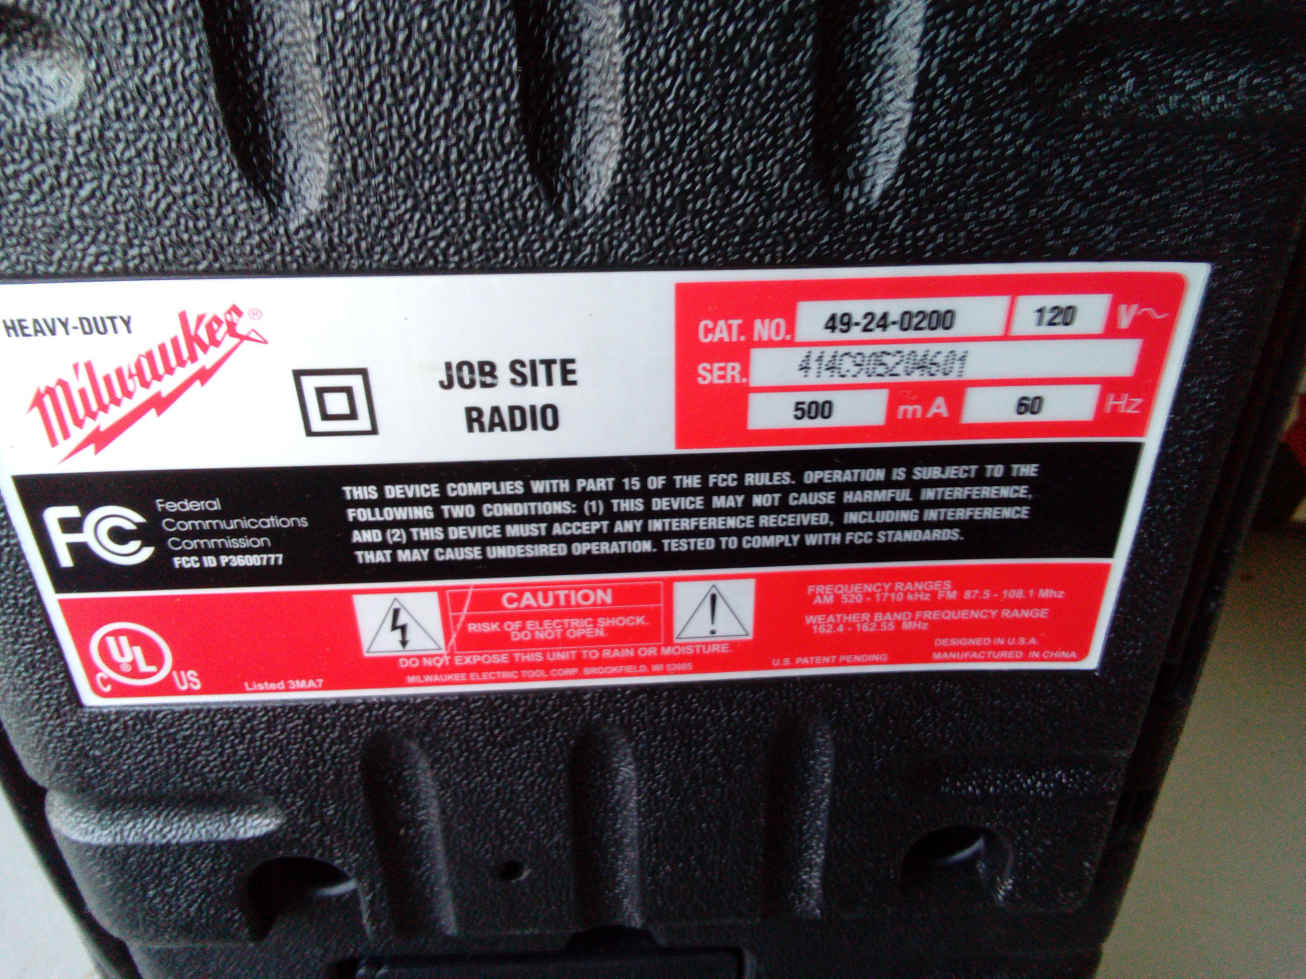 HEAVY-DUTY
Milwaukee®
JOB SITE
RADIO
CAT. NO. 49-24-0200 120 V~
SER. 414C905204601
500 mA 60 Hz
FCC
Federal
Communications
Commission
FCC ID P3600777
THIS DEVICE COMPLIES WITH PART 15 OF THE FCC RULES. OPERATION IS SUBJECT TO THE
FOLLOWING TWO CONDITIONS: (1) THIS DEVICE MAY NOT CAUSE HARMFUL INTERFERENCE,
AND (2) THIS DEVICE MUST ACCEPT ANY INTERFERENCE RECEIVED, INCLUDING INTERFERENCE
THAT MAY CAUSE UNDESIRED OPERATION. TESTED TO COMPLY WITH FCC STANDARDS.
C UL® US
Listed 3MA7
CAUTION
RISK OF ELECTRIC SHOCK.
DO NOT OPEN.
DO NOT EXPOSE THIS UNIT TO RAIN OR MOISTURE.
MILWAUKEE ELECTRIC TOOL CORP. BROOKFIELD, WI 53005
FREQUENCY RANGES
AM 520 - 1710 kHz FM 87.5 - 108.1 Mhz
WEATHER BAND FREQUENCY RANGE
162.4 - 162.55 MHz
DESIGNED IN U.S.A.
U.S. PATENT PENDING
MANUFACTURED IN CHINA